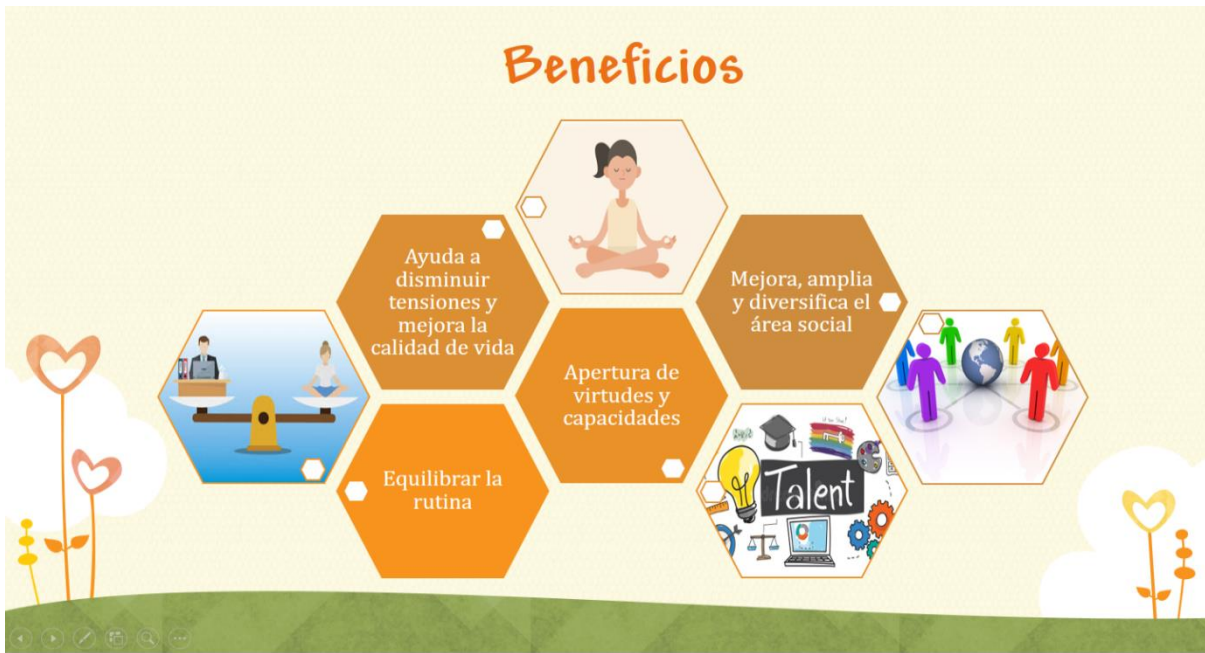 Beneficios
Ayuda a
disminuir
tensiones y
mejora la
calidad de vida
Mejora, amplia
y diversifica el
área social
Apertura de
virtudes y
capacidades
Equilibrar la
rutina
Talent